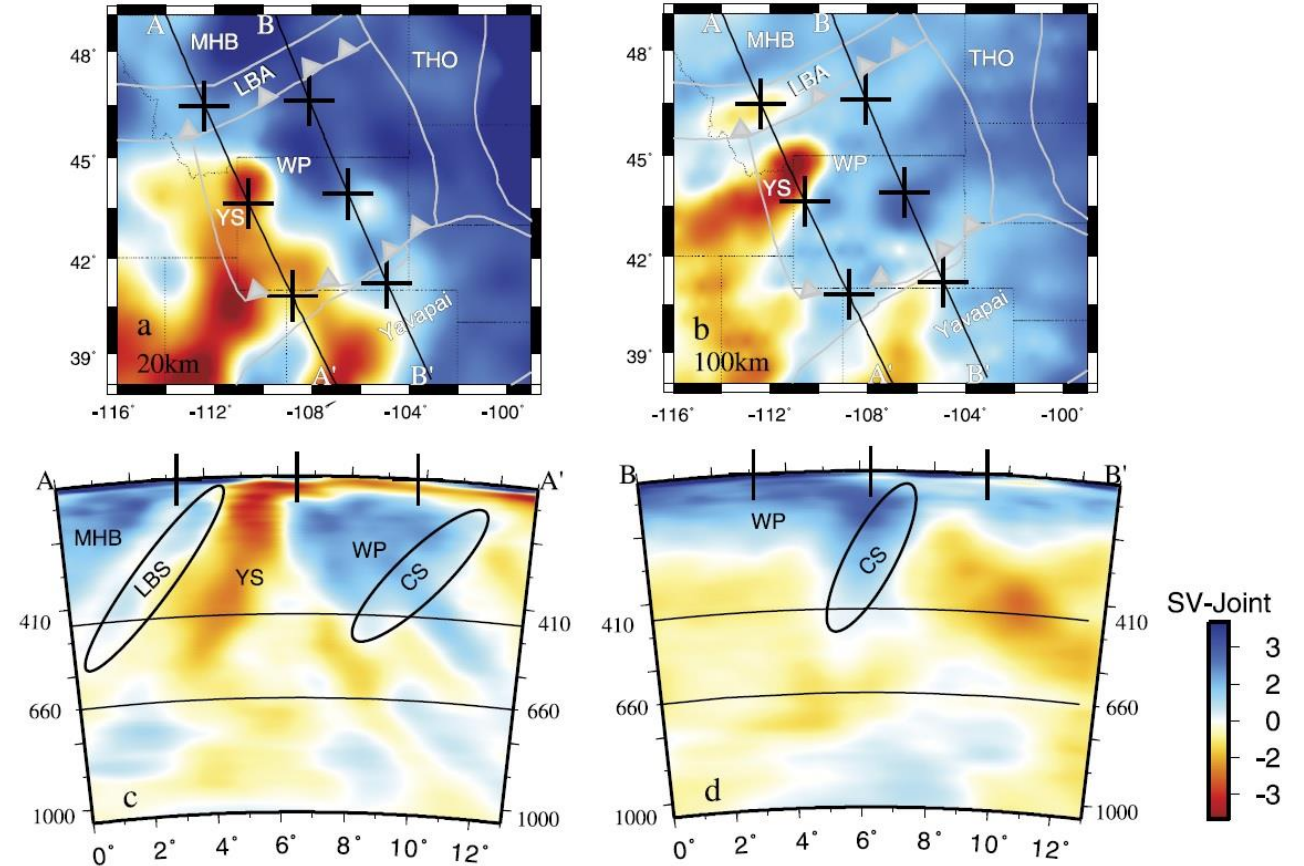 A B
48° MHB THO
LBA
45° WP
YS
42°
a Yavapai
39° 20km
A' B'
-116° -112° -108° -104° -100°
A B
48° MHB THO
LBA
45° WP
YS
42°
b Yavapai
39° 100km
A' B'
-116° -112° -108° -104° -100°
A A'
MHB WP
LBS YS CS
410 410
660 660
c
1000 1000
0° 2° 4° 6° 8° 10° 12°
B B'
WP
CS
410 410
660 660
d
1000 1000
0° 2° 4° 6° 8° 10° 12°
SV-Joint
3
2
0
-2
-3